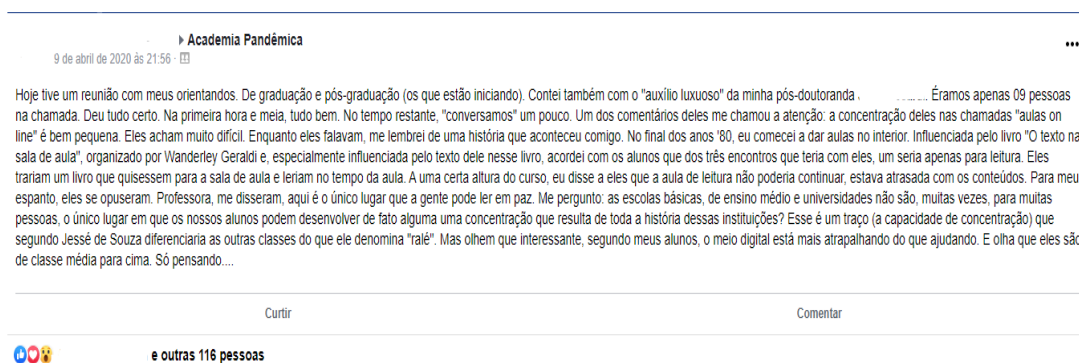 Academia Pandêmica
9 de abril de 2020 às 21:56
Hoje tive um reunião com meus orientandos. De graduação e pós-graduação (os que estão iniciando). Contei também com o "auxílio luxuoso" da minha pós-doutoranda . Éramos apenas 09 pessoas
na chamada. Deu tudo certo. Na primeira hora e meia, tudo bem. No tempo restante, "conversamos" um pouco. Um dos comentários deles me chamou a atenção: a concentração deles nas chamadas "aulas on
line" é bem pequena. Eles acham muito difícil. Enquanto eles falavam, me lembrei de uma história que aconteceu comigo. No final dos anos '80, eu comecei a dar aulas no interior. Influenciada pelo livro "O texto na
sala de aula", organizado por Wanderley Geraldi e, especialmente influenciada pelo texto dele nesse livro, acordei com os alunos que dos três encontros que teria com eles, um seria apenas para leitura. Eles
trariam um livro que quisessem para a sala de aula e leriam no tempo da aula. A uma certa altura do curso, eu disse a eles que a aula de leitura não poderia continuar, estava atrasada com os conteúdos. Para meu
espanto, eles se opuseram. Professora, me disseram, aqui é o único lugar que a gente pode ler em paz. Me pergunto: as escolas básicas, de ensino médio e universidades não são, muitas vezes, para muitas
pessoas, o único lugar em que os nossos alunos podem desenvolver de fato alguma uma concentração que resulta de toda a história dessas instituições? Esse é um traço (a capacidade de concentração) que
segundo Jessé de Souza diferenciaria as outras classes do que ele denomina "ralé". Mas olhem que interessante, segundo meus alunos, o meio digital está mais atrapalhando do que ajudando. E olha que eles são
de classe média para cima. Só pensando....
Curtir Comentar
e outras 116 pessoas